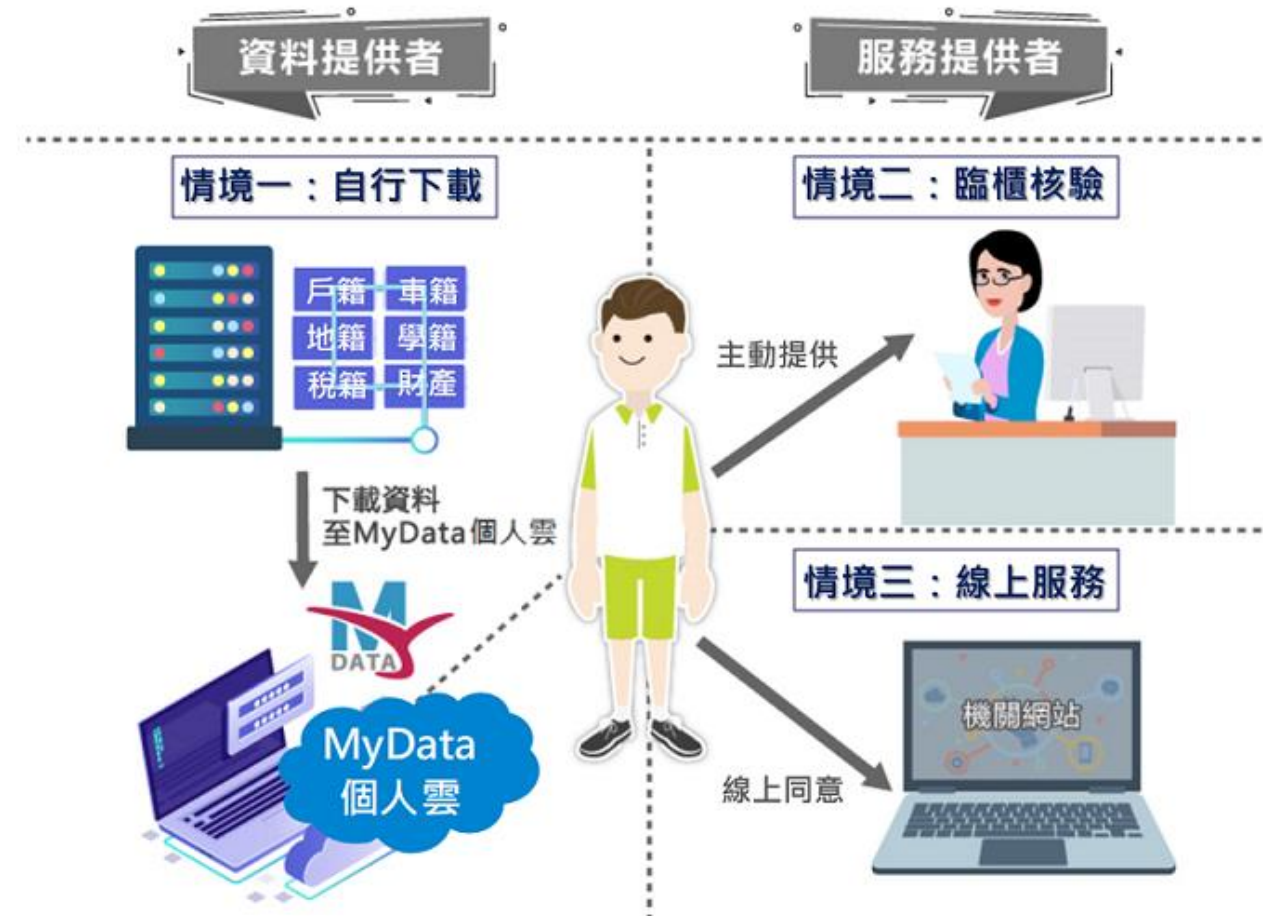 資料提供者
服務提供者
情境一：自行下載
戶籍 車籍
地籍 學籍
稅籍 財產
下載資料
至MyData個人雲
MY
DATA
MyData
個人雲
情境二：臨櫃核驗
主動提供
情境三：線上服務
機關網站
線上同意